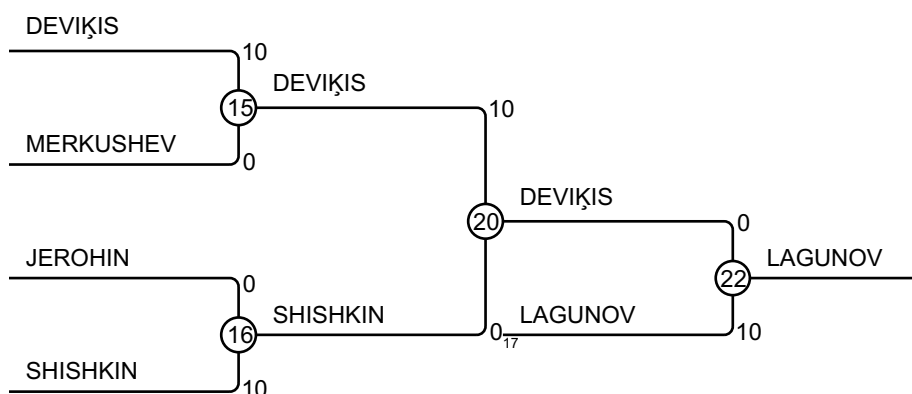 DEVIĶIS
10
DEVIĶIS
15
10
MERKUSHEV
0
DEVIĶIS
20
0
JEROHIN
LAGUNOV
0
22
SHISHKIN
LAGUNOV
16
0
17
10
SHISHKIN
10